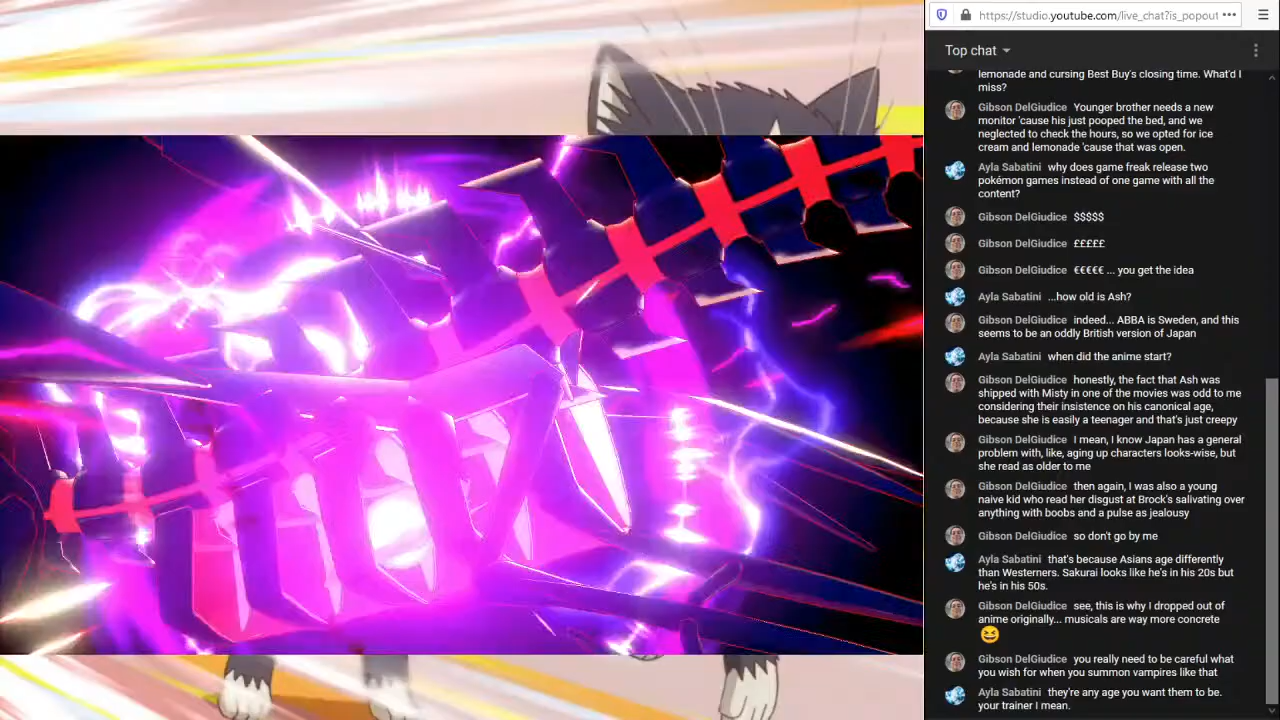 https://studio.youtube.com/live_chat?is_popout
Top chat
lemonade and cursing Best Buy's closing time. What'd I
miss?
Gibson DelGiudice Younger brother needs a new
monitor 'cause his just pooped the bed, and we
neglected to check the hours, so we opted for ice
cream and lemonade 'cause that was open.
Ayla Sabatini why does game freak release two
pokémon games instead of one game with all the
content?
Gibson DelGiudice $$$$$
Gibson DelGiudice £££££
Gibson DelGiudice €€€€€ ... you get the idea
Ayla Sabatini ...how old is Ash?
Gibson DelGiudice indeed... ABBA is Sweden, and this
seems to be an oddly British version of Japan
Ayla Sabatini when did the anime start?
Gibson DelGiudice honestly, the fact that Ash was
shipped with Misty in one of the movies was odd to me
considering their insistence on his canonical age,
because she is easily a teenager and that's just creepy
Gibson DelGiudice I mean, I know Japan has a general
problem with, like, aging up characters looks-wise, but
she read as older to me
Gibson DelGiudice then again, I was also a young
naive kid who read her disgust at Brock's salivating over
anything with boobs and a pulse as jealousy
Gibson DelGiudice so don't go by me
Ayla Sabatini that's because Asians age differently
than Westerners. Sakurai looks like he's in his 20s but
he's in his 50s.
Gibson DelGiudice see, this is why I dropped out of
anime originally... musicals are way more concrete
😆
Gibson DelGiudice you really need to be careful what
you wish for when you summon vampires like that
Ayla Sabatini they're any age you want them to be.
your trainer I mean.